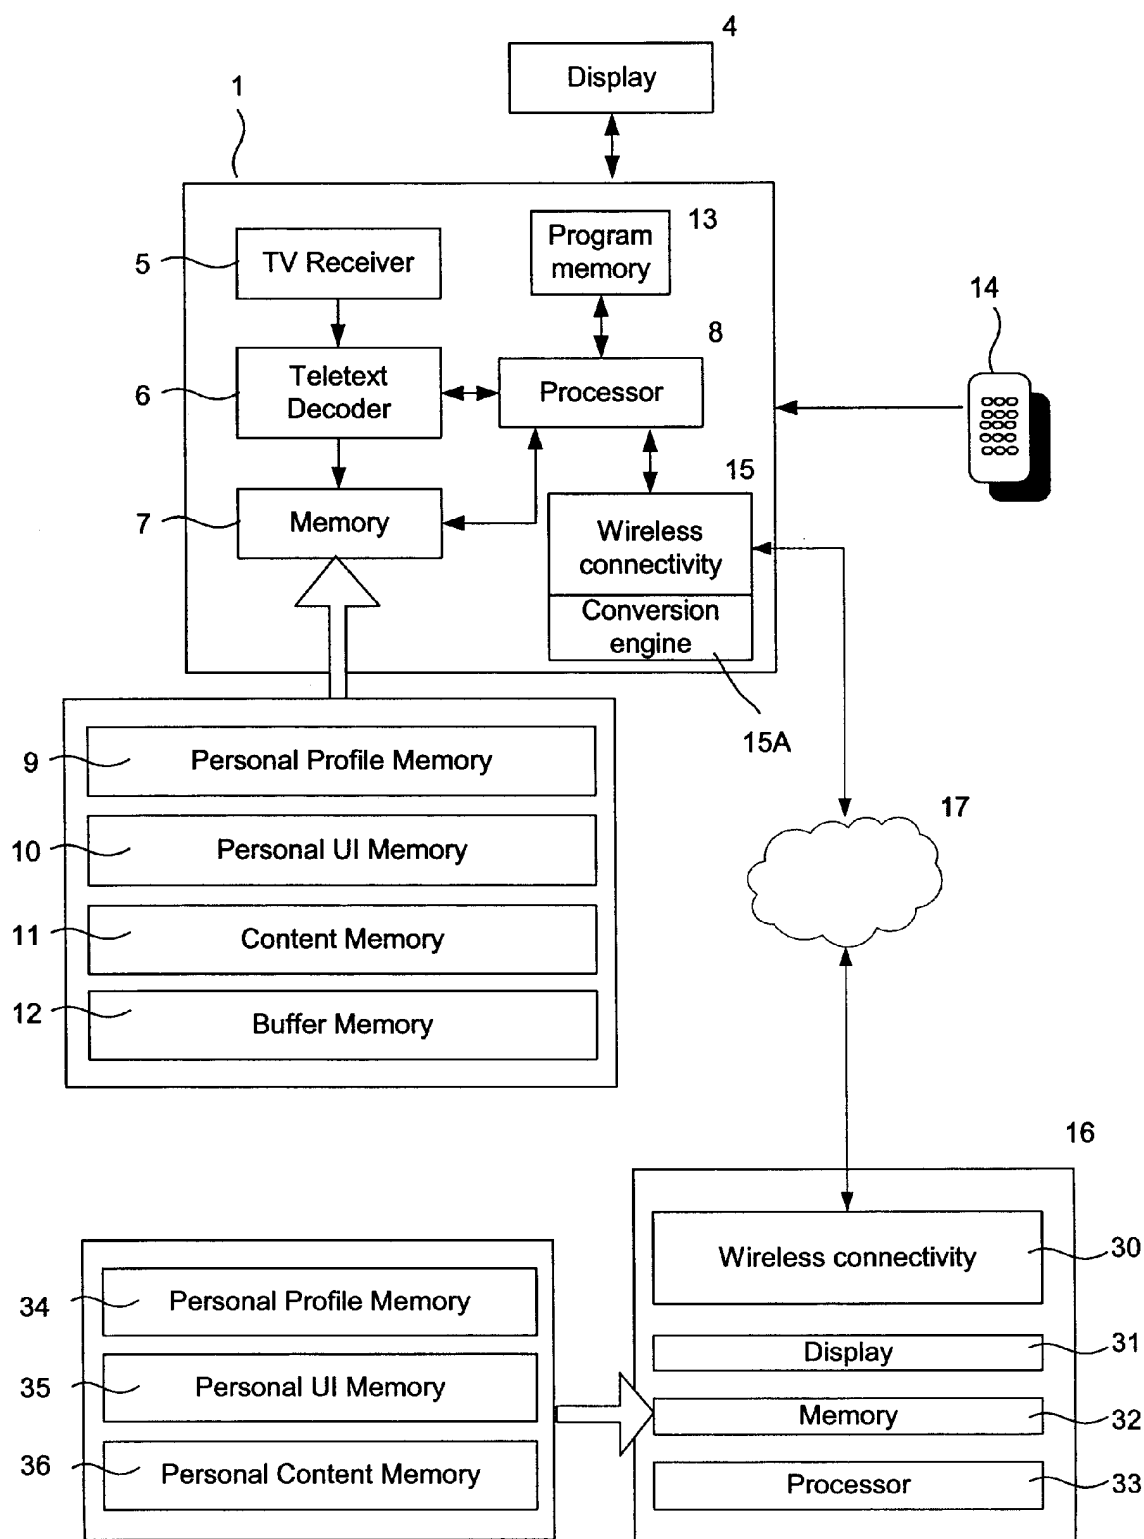 4
Display
1
13
Program
memory
5
TV Receiver
14
8
6
Teletext
Decoder
Processor
15
7
Memory
Wireless
connectivity
Conversion
engine
15A
9
Personal Profile Memory
17
10
Personal UI Memory
11
Content Memory
12
Buffer Memory
16
30
Wireless connectivity
34
Personal Profile Memory
31
Display
35
Personal UI Memory
32
Memory
36
Personal Content Memory
33
Processor